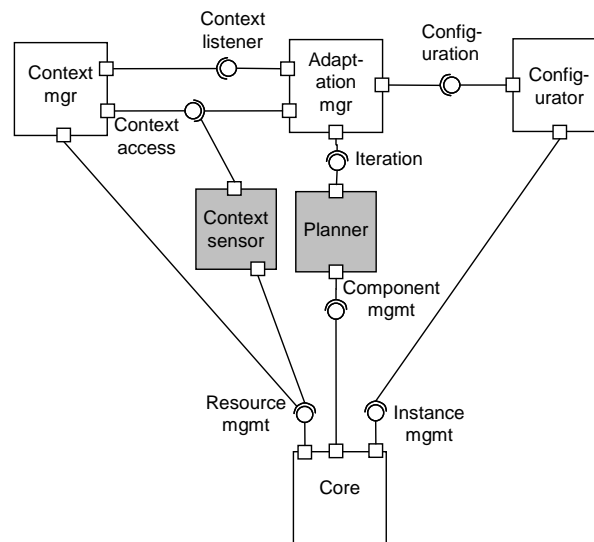 Context
listener
Context
mgr
Adapt-
ation
mgr
Config-
uration
Config-
urator
Context
access
Iteration
Context
sensor
Planner
Component
mgmt
Resource
mgmt
Instance
mgmt
Core